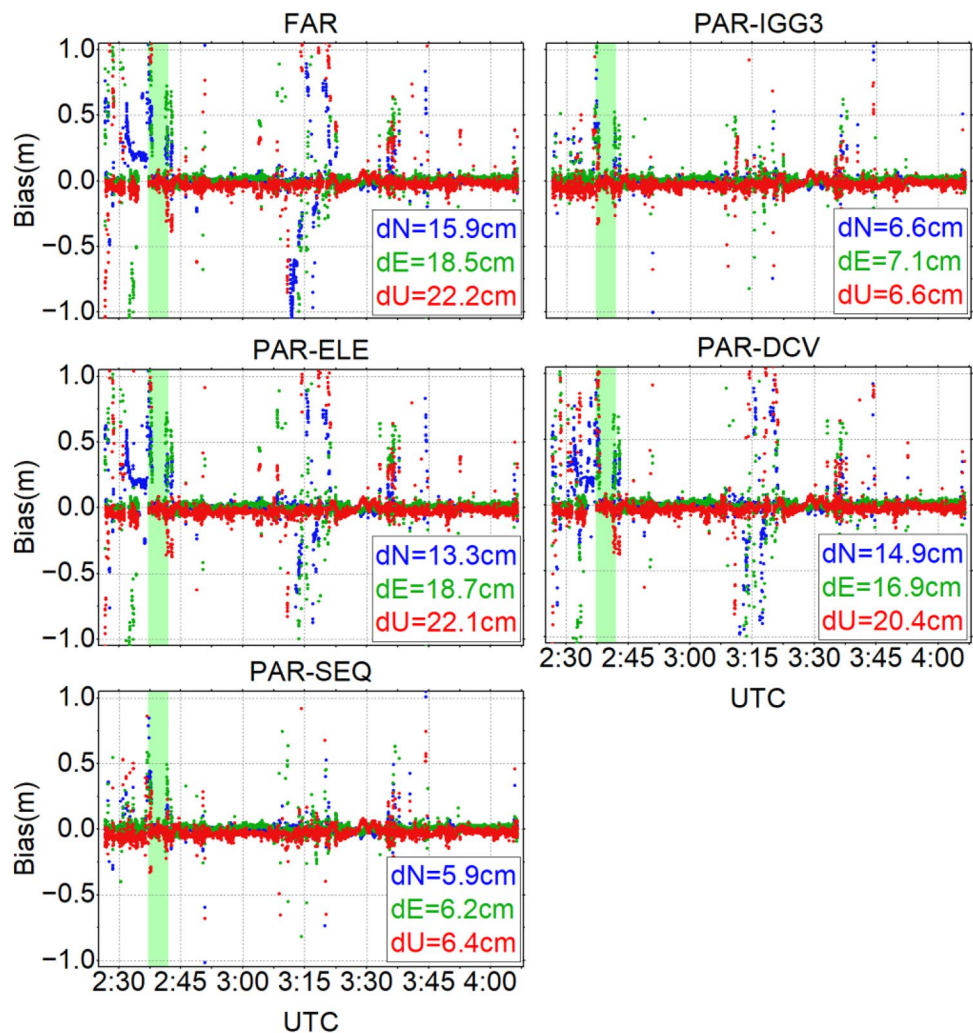 FAR
PAR-IGG3
1.0
0.5
0.0
−0.5
−1.0
Bias(m)
dN=15.9cm
dE=18.5cm
dU=22.2cm
dN=6.6cm
dE=7.1cm
dU=6.6cm
PAR-ELE
PAR-DCV
1.0
0.5
0.0
−0.5
−1.0
Bias(m)
dN=13.3cm
dE=18.7cm
dU=22.1cm
dN=14.9cm
dE=16.9cm
dU=20.4cm
2:30 2:45 3:00 3:15 3:30 3:45 4:00
UTC
PAR-SEQ
1.0
0.5
0.0
−0.5
−1.0
Bias(m)
dN=5.9cm
dE=6.2cm
dU=6.4cm
2:30 2:45 3:00 3:15 3:30 3:45 4:00
UTC